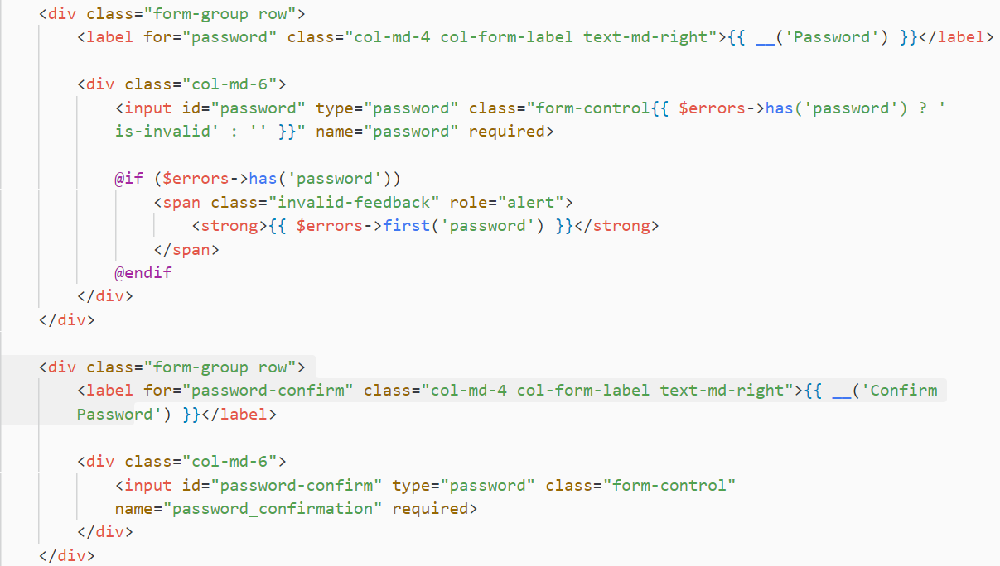 <div class="form-group row">
<label for="password" class="col-md-4 col-form-label text-md-right">{{ __('Password') }}</label>
<div class="col-md-6">
<input id="password" type="password" class="form-control{{ $errors->has('password') ? '
is-invalid' : '' }}" name="password" required>
@if ($errors->has('password'))
<span class="invalid-feedback" role="alert">
<strong>{{ $errors->first('password') }}</strong>
</span>
@endif
</div>
</div>
<div class="form-group row">
<label for="password-confirm" class="col-md-4 col-form-label text-md-right">{{ __('Confirm
Password') }}</label>
<div class="col-md-6">
<input id="password-confirm" type="password" class="form-control"
name="password_confirmation" required>
</div>
</div>